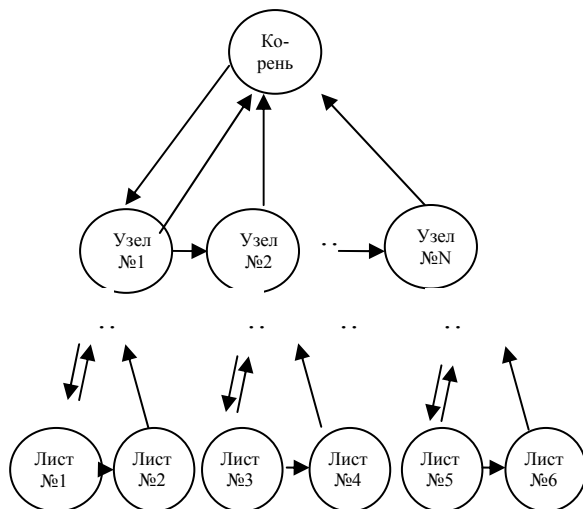 Ко-
рень
Узел
№1
Узел
№2
. .
Узел
№N
. .
. .
. .
. .
Лист
№1
Лист
№2
Лист
№3
Лист
№4
Лист
№5
Лист
№6